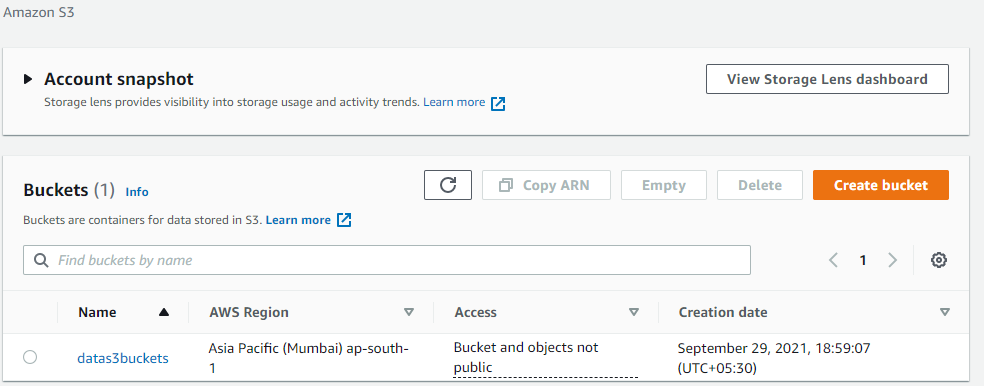 Amazon S3
Account snapshot
View Storage Lens dashboard
Storage lens provides visibility into storage usage and activity trends. Learn more
Buckets (1) Info
Copy ARN
Empty
Delete
Create bucket
Buckets are containers for data stored in S3. Learn more
Find buckets by name
1
Name
AWS Region
Access
Creation date
datas3buckets
Asia Pacific (Mumbai) ap-south-
1
Bucket and objects not
public
September 29, 2021, 18:59:07
(UTC+05:30)